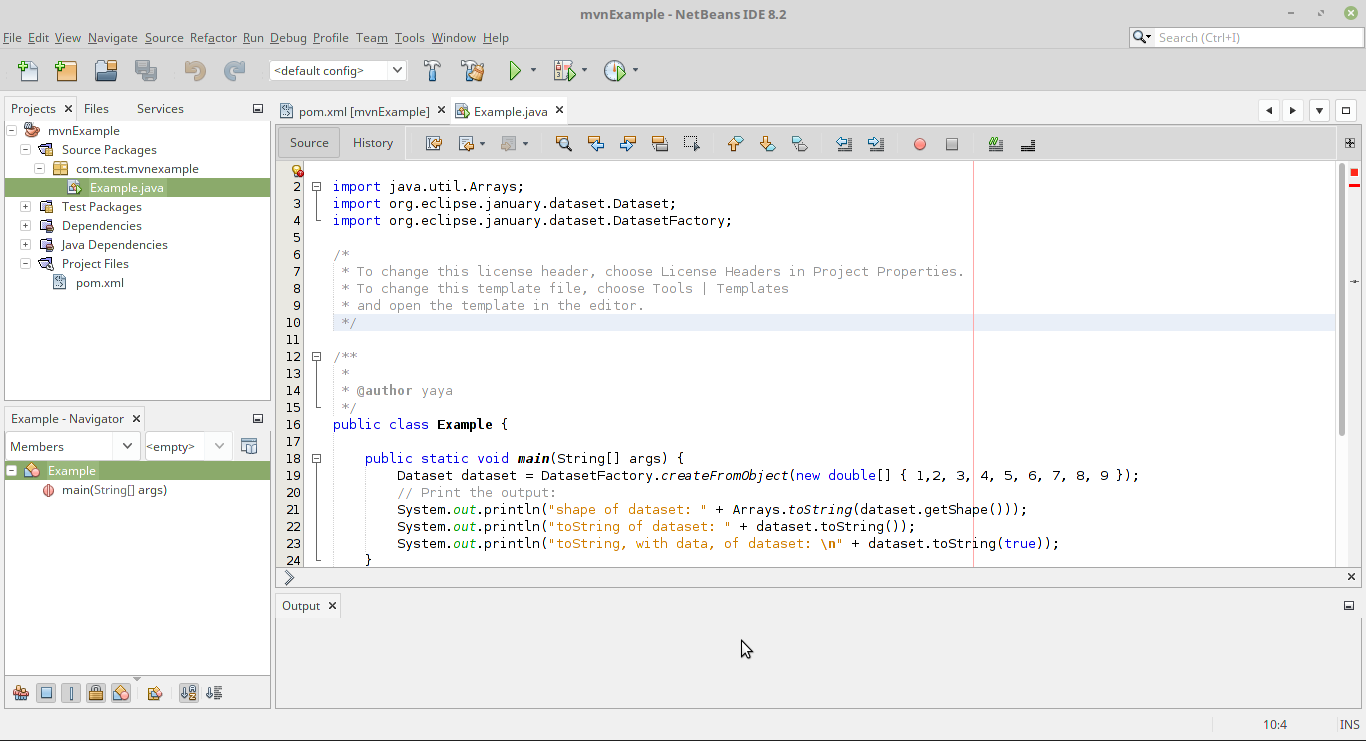 mvnExample - NetBeans IDE 8.2
File Edit View Navigate Source Refactor Run Debug Profile Team Tools Window Help
Search (Ctrl+I)
<default config>
Projects Files Services
mvnExample
Source Packages
com.test.mvnexample
Example.java
Test Packages
Dependencies
Java Dependencies
Project Files
pom.xml
Example - Navigator
Members <empty>
Example
main(String[] args)
pom.xml [mvnExample] Example.java
Source History
2 import java.util.Arrays;
3 import org.eclipse.january.dataset.Dataset;
4 import org.eclipse.january.dataset.DatasetFactory;
5
6 /*
7 * To change this license header, choose License Headers in Project Properties.
8 * To change this template file, choose Tools | Templates
9 * and open the template in the editor.
10 */
11
12 /**
13 *
14 * @author yaya
15 */
16 public class Example {
17
18 public static void main(String[] args) {
19 Dataset dataset = DatasetFactory.createFromObject(new double[] { 1,2, 3, 4, 5, 6, 7, 8, 9 });
20 // Print the output:
21 System.out.println("shape of dataset: " + Arrays.toString(dataset.getShape()));
22 System.out.println("toString of dataset: " + dataset.toString());
23 System.out.println("toString, with data, of dataset: \n" + dataset.toString(true));
24 }
Output
10:4 INS